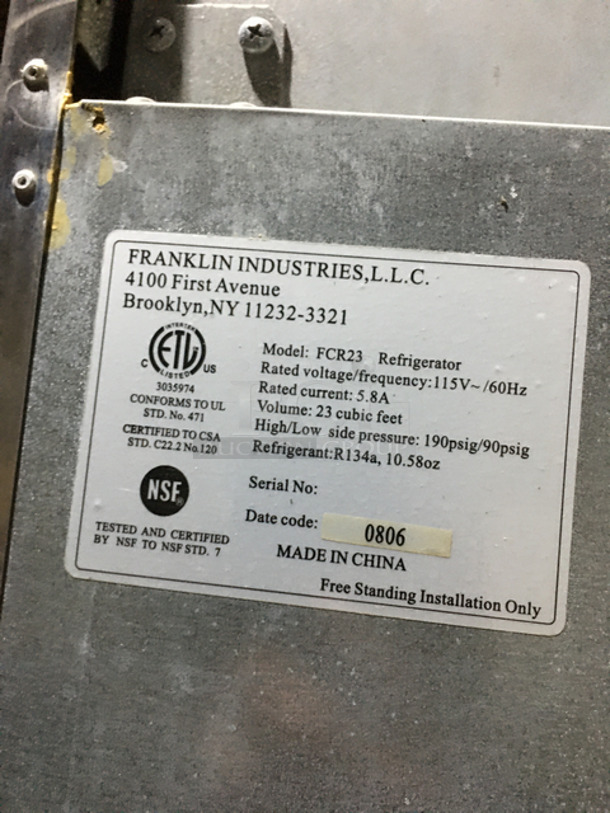 FRANKLIN INDUSTRIES,L.L.C.
4100 First Avenue
Brooklyn,NY 11232-3321
INTERTEK
ETL
C US
LISTED
3035974
CONFORMS TO UL
STD. No. 471
CERTIFIED TO CSA
STD. C22.2 No.120
NSF®
TESTED AND CERTIFIED
BY NSF TO NSF STD. 7
Model: FCR23 Refrigerator
Rated voltage/frequency:115V~/60Hz
Rated current: 5.8A
Volume: 23 cubic feet
High/Low side pressure: 190psig/90psig
Refrigerant:R134a, 10.58oz
Serial No:
Date code: 0806
MADE IN CHINA
Free Standing Installation Only